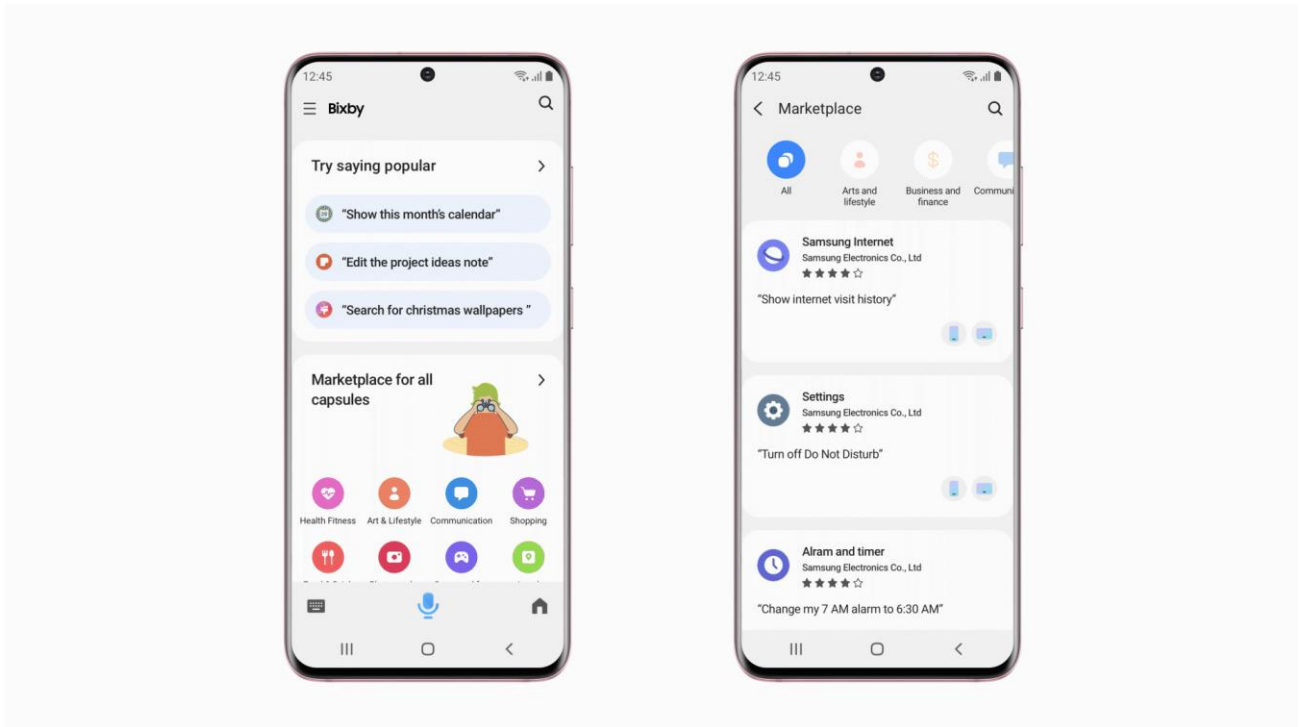 12:45
Bixby
Try saying popular
“Show this month's calendar”
“Edit the project ideas note”
“Search for christmas wallpapers ”
Marketplace for all
capsules
Health Fitness Art & Lifestyle Communication Shopping
12:45
Marketplace
All
Arts and
lifestyle
Business and
finance
Communi
Samsung Internet
Samsung Electronics Co., Ltd
“Show internet visit history”
Settings
Samsung Electronics Co., Ltd
“Turn off Do Not Disturb”
Alram and timer
Samsung Electronics Co., Ltd
“Change my 7 AM alarm to 6:30 AM”